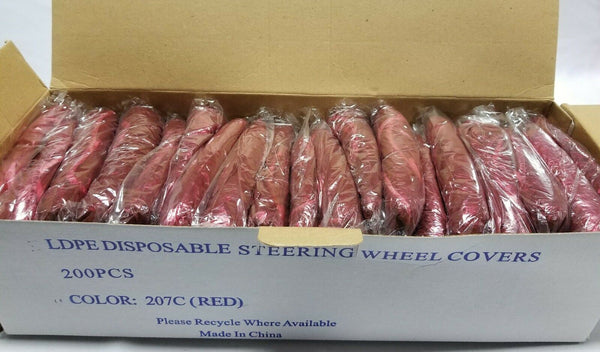 LDPE DISPOSABLE STEERING WHEEL COVERS
200PCS
COLOR: 207C (RED)
Please Recycle Where Available
Made In China